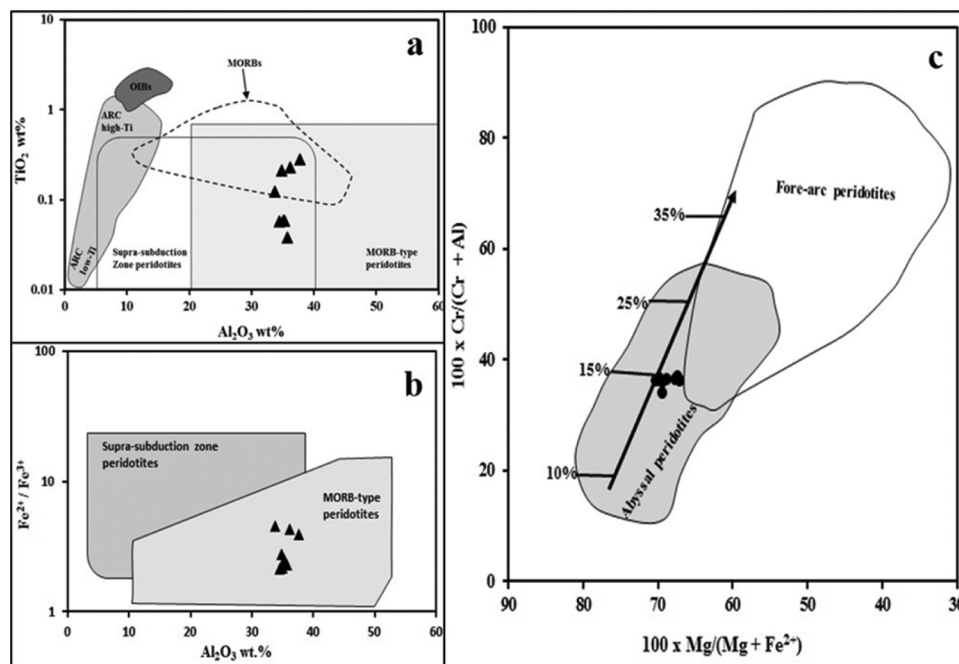 a
10
1
0.1
0.01
TiO₂ wt%
OIBs
MORBs
ARC
high-Ti
ARC
low-Ti
Supra-subduction
Zone peridotites
MORB-type
peridotites
0
10
20
30
40
50
60
Al₂O₃ wt%
b
100
10
1
Fe²⁺ / Fe³⁺
Supra-subduction zone
peridotites
MORB-type
peridotites
0
10
20
30
40
50
60
Al₂O₃ wt.%
c
100
80
60
40
20
0
100 x Cr/(Cr + Al)
Fore-arc peridotites
35%
25%
15%
10%
Abyssal peridotites
90
80
70
60
50
40
30
100 x Mg/(Mg + Fe²⁺)